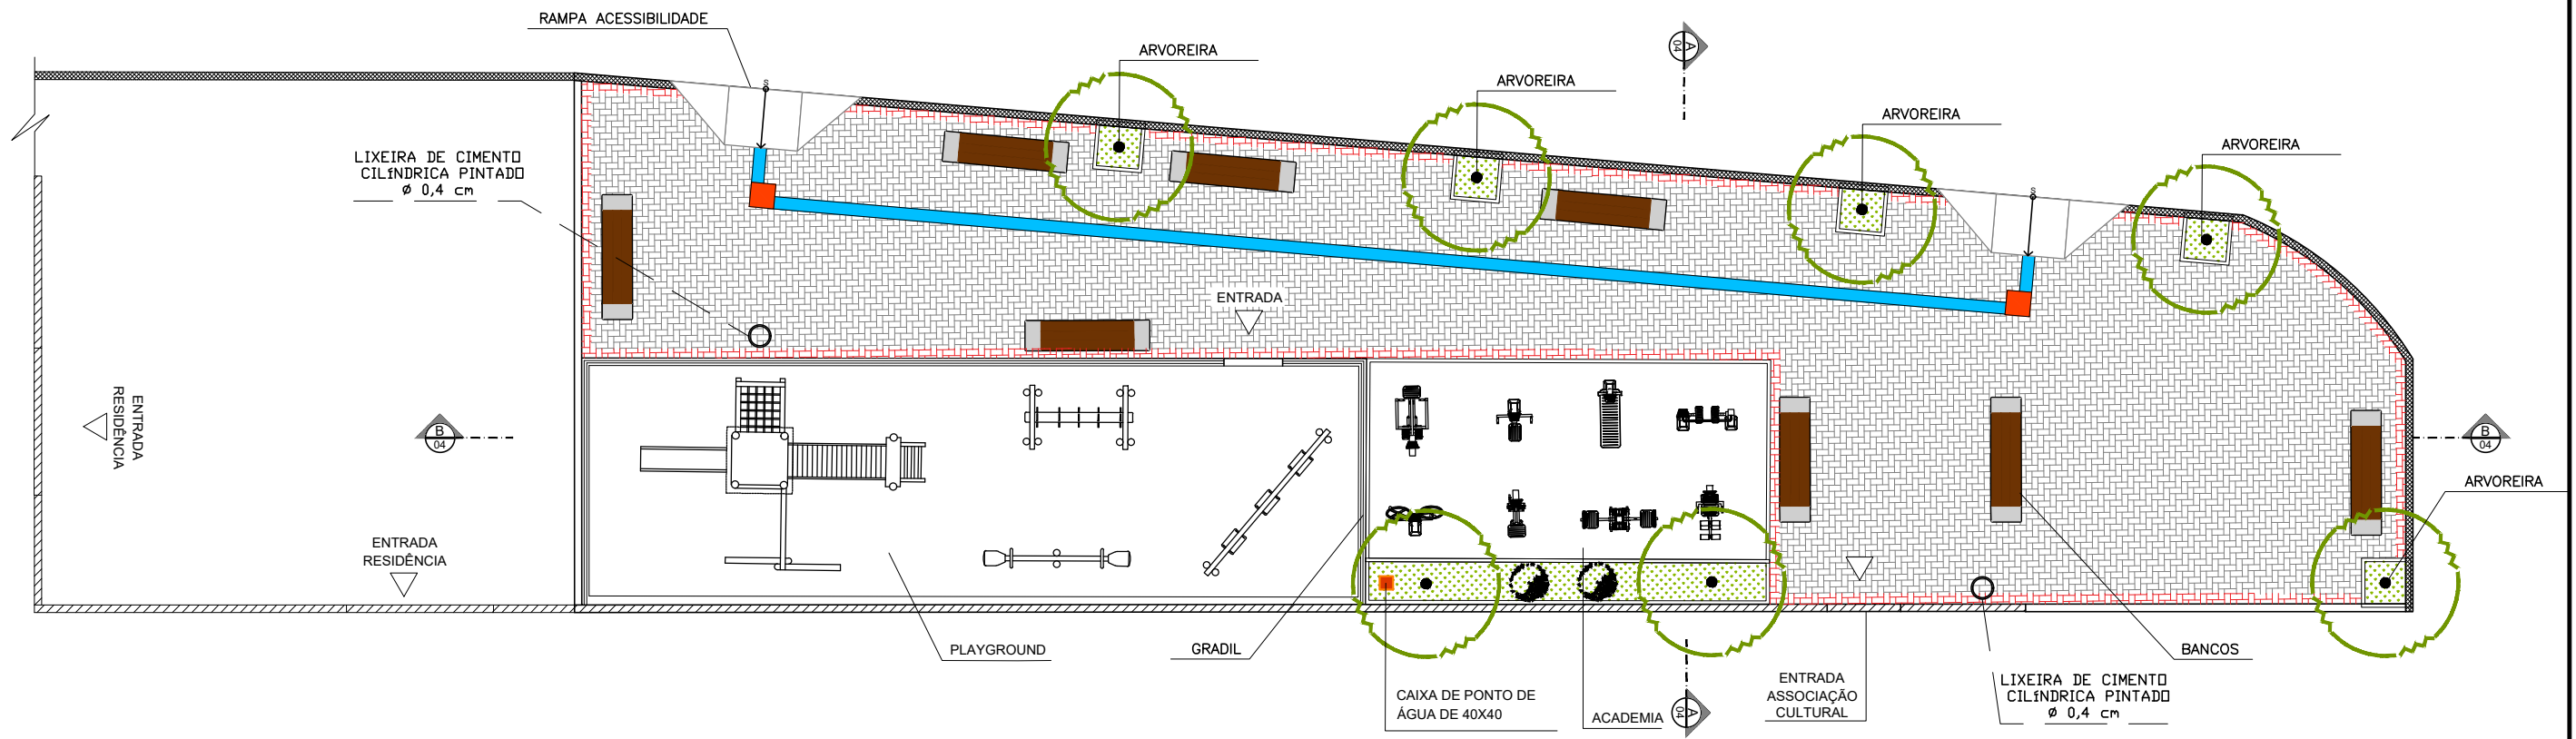 RAMPA ACESSIBILIDADE
ARVOREIRA
ARVOREIRA
ARVOREIRA
ARVOREIRA
A
04
S
S
LIXEIRA DE CIMENTO
CILÍNDRICA PINTADO
Ø 0,4 cm
ENTRADA
ENTRADA
RESIDÊNCIA
B
04
B
04
ARVOREIRA
ENTRADA
RESIDÊNCIA
PLAYGROUND
GRADIL
BANCOS
CAIXA DE PONTO DE
ÁGUA DE 40X40
ACADEMIA
A
04
ENTRADA
ASSOCIAÇÃO
CULTURAL
LIXEIRA DE CIMENTO
CILÍNDRICA PINTADO
Ø 0,4 cm